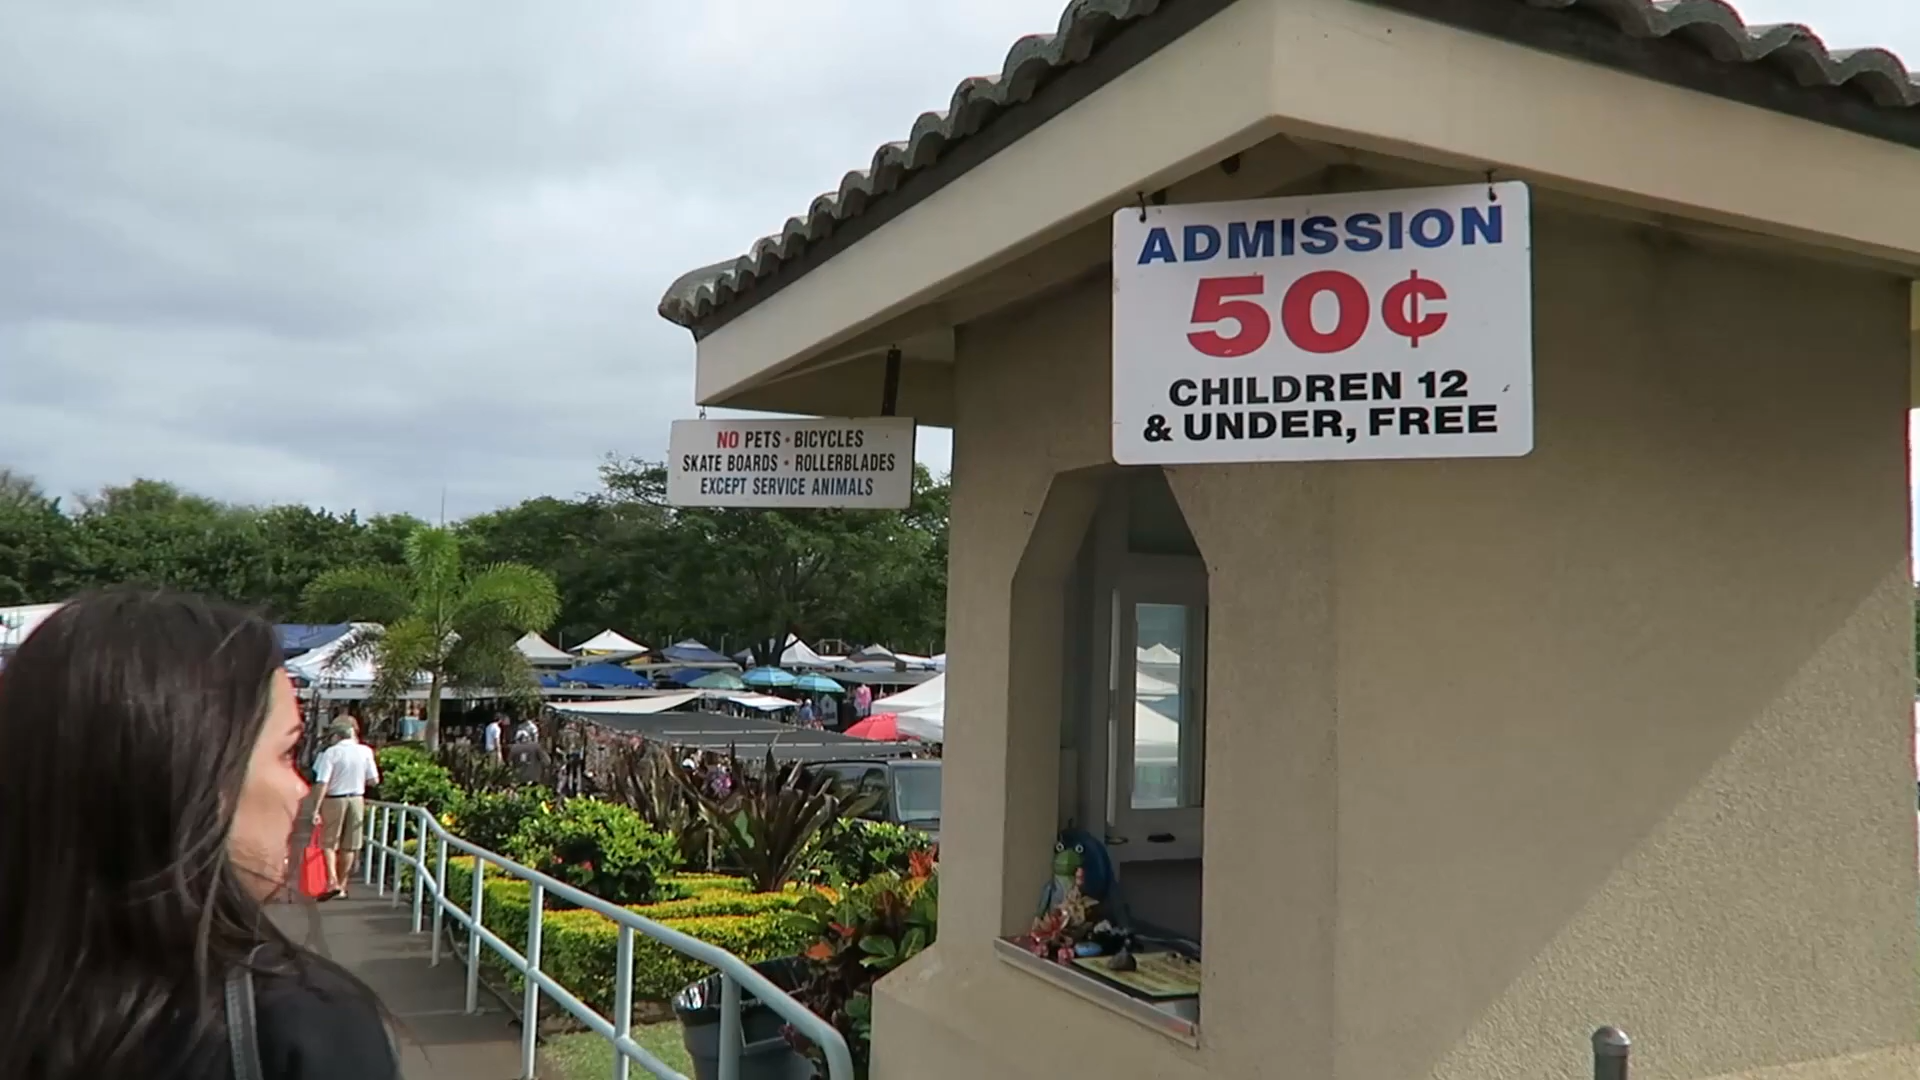 ADMISSION
50¢
CHILDREN 12
& UNDER, FREE
NO PETS • BICYCLES
SKATE BOARDS • ROLLERBLADES
EXCEPT SERVICE ANIMALS